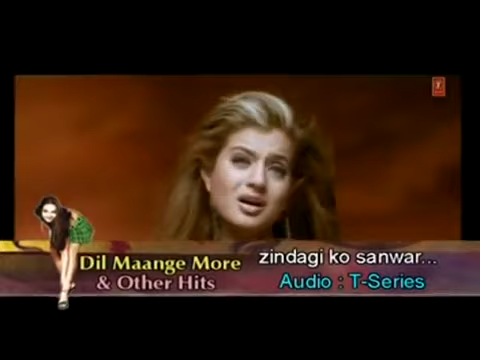 T
Dil Maange More
& Other Hits
zindagi ko sanwar...
Audio : T-Series